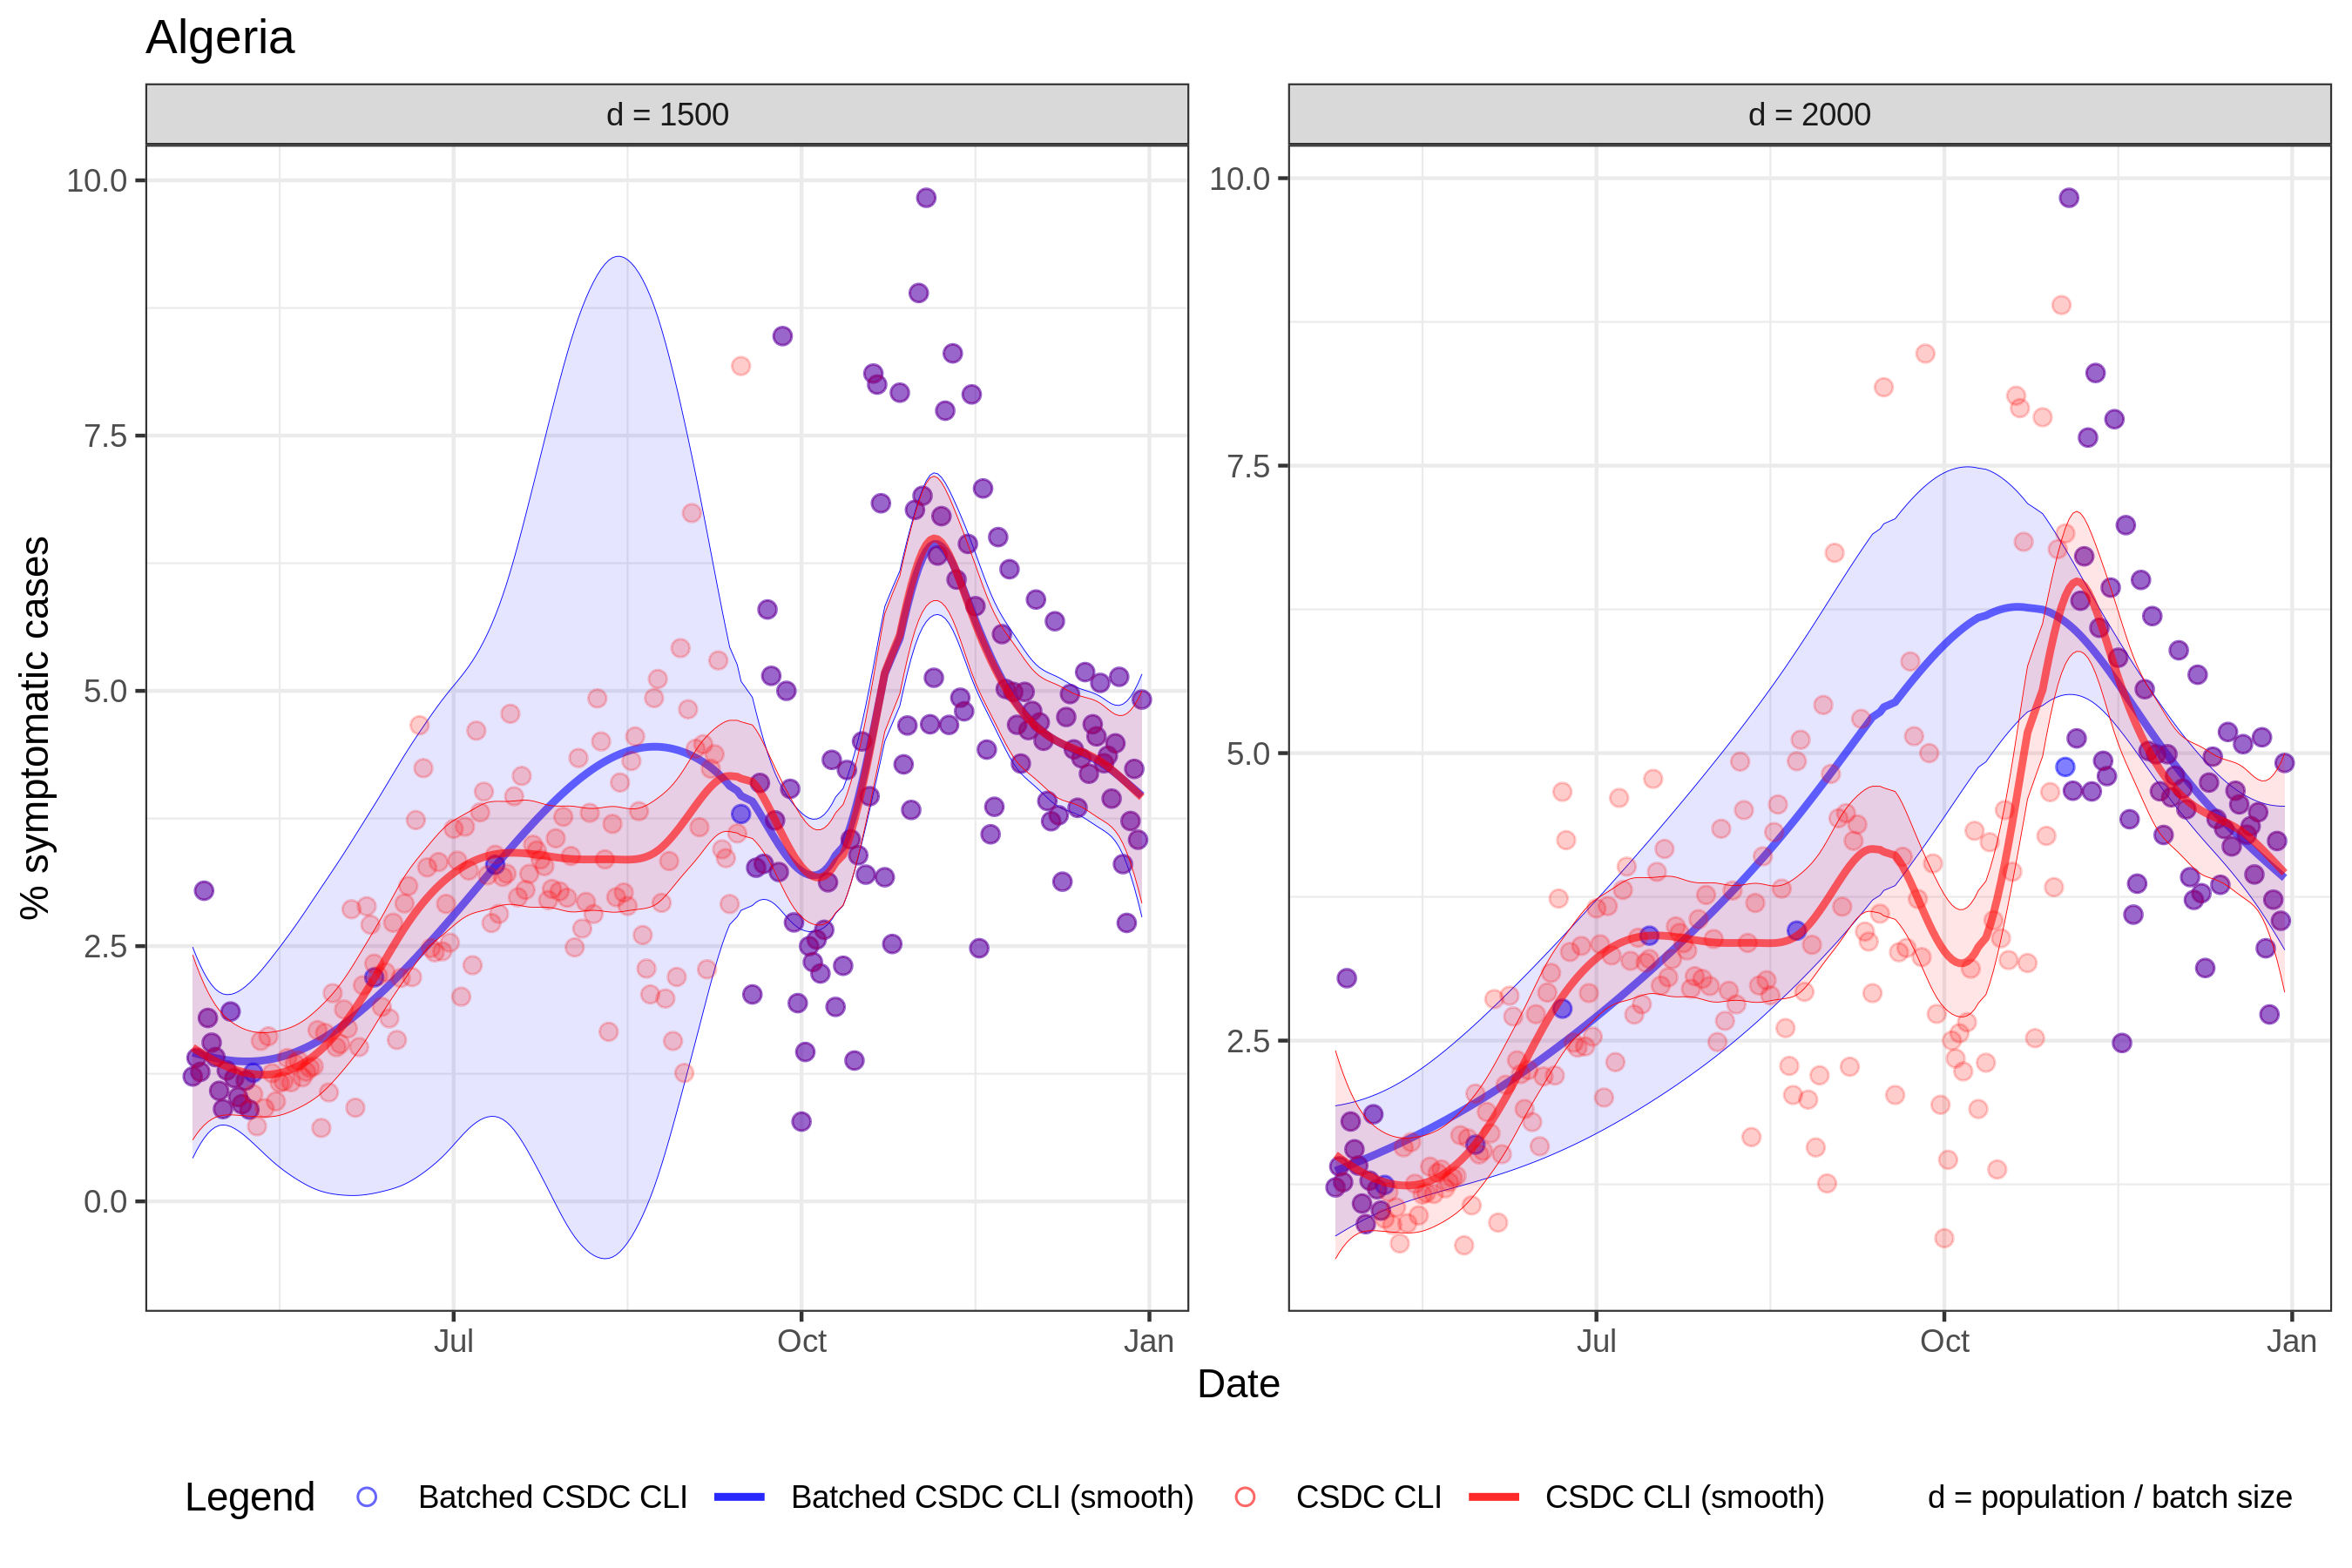 Algeria
d = 1500
d = 2000
10.0
7.5
5.0
2.5
0.0
10.0
7.5
5.0
2.5
% symptomatic cases
Jul
Oct
Jan
Jul
Oct
Jan
Date
Legend Batched CSDC CLI Batched CSDC CLI (smooth) CSDC CLI CSDC CLI (smooth) d = population / batch size